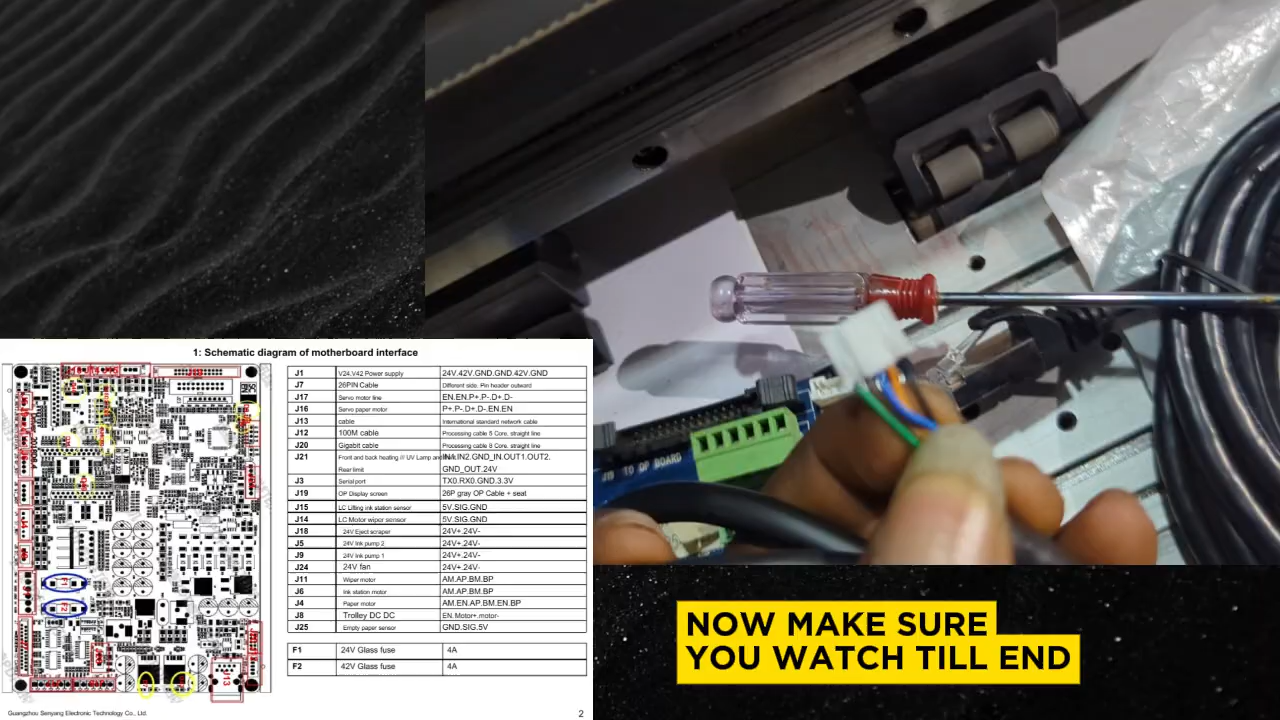 1: Schematic diagram of motherboard interface
J1 V24.V42 Power supply 24V.42V.GND.GND.42V.GND
J7 26PIN Cable Different side. Pin header outward
J17 Servo motor line EN.EN.P+.P-.D+.D-
J16 Servo paper motor P+.P-.D+.D-.EN.EN
J13 cable International standard network cable
J12 100M cable Processing cable 5 Core, straight line
J20 Gigabit cable Processing cable 8 Core, straight line
J21 Front and back heating /// UV Lamp and IN1.IN2.GND_IN.OUT1.OUT2.
Rear limit GND_OUT.24V
J3 Serial port TX0.RX0.GND.3.3V
J19 OP Display screen 26P gray OP Cable + seat
J15 LC Lifting ink station sensor 5V.SIG.GND
J14 LC Motor wiper sensor 5V.SIG.GND
J18 24V Eject scraper 24V+.24V-
J5 24V Ink pump 2 24V+.24V-
J9 24V Ink pump 1 24V+.24V-
J24 24V fan 24V+.24V-
J11 Wiper motor AM.AP.BM.BP
J6 Ink station motor AM.AP.BM.BP
J4 Paper motor AM.EN.AP.BM.EN.BP
J8 Trolley DC DC EN. Motor+.motor-
J25 Empty paper sensor GND.SIG.5V
F1 24V Glass fuse 4A
F2 42V Glass fuse 4A
F1
F2
J13
Guangzhou Senyang Electronic Technology Co., Ltd.
2
J19 TO OP BOARD
NOW MAKE SURE
YOU WATCH TILL END